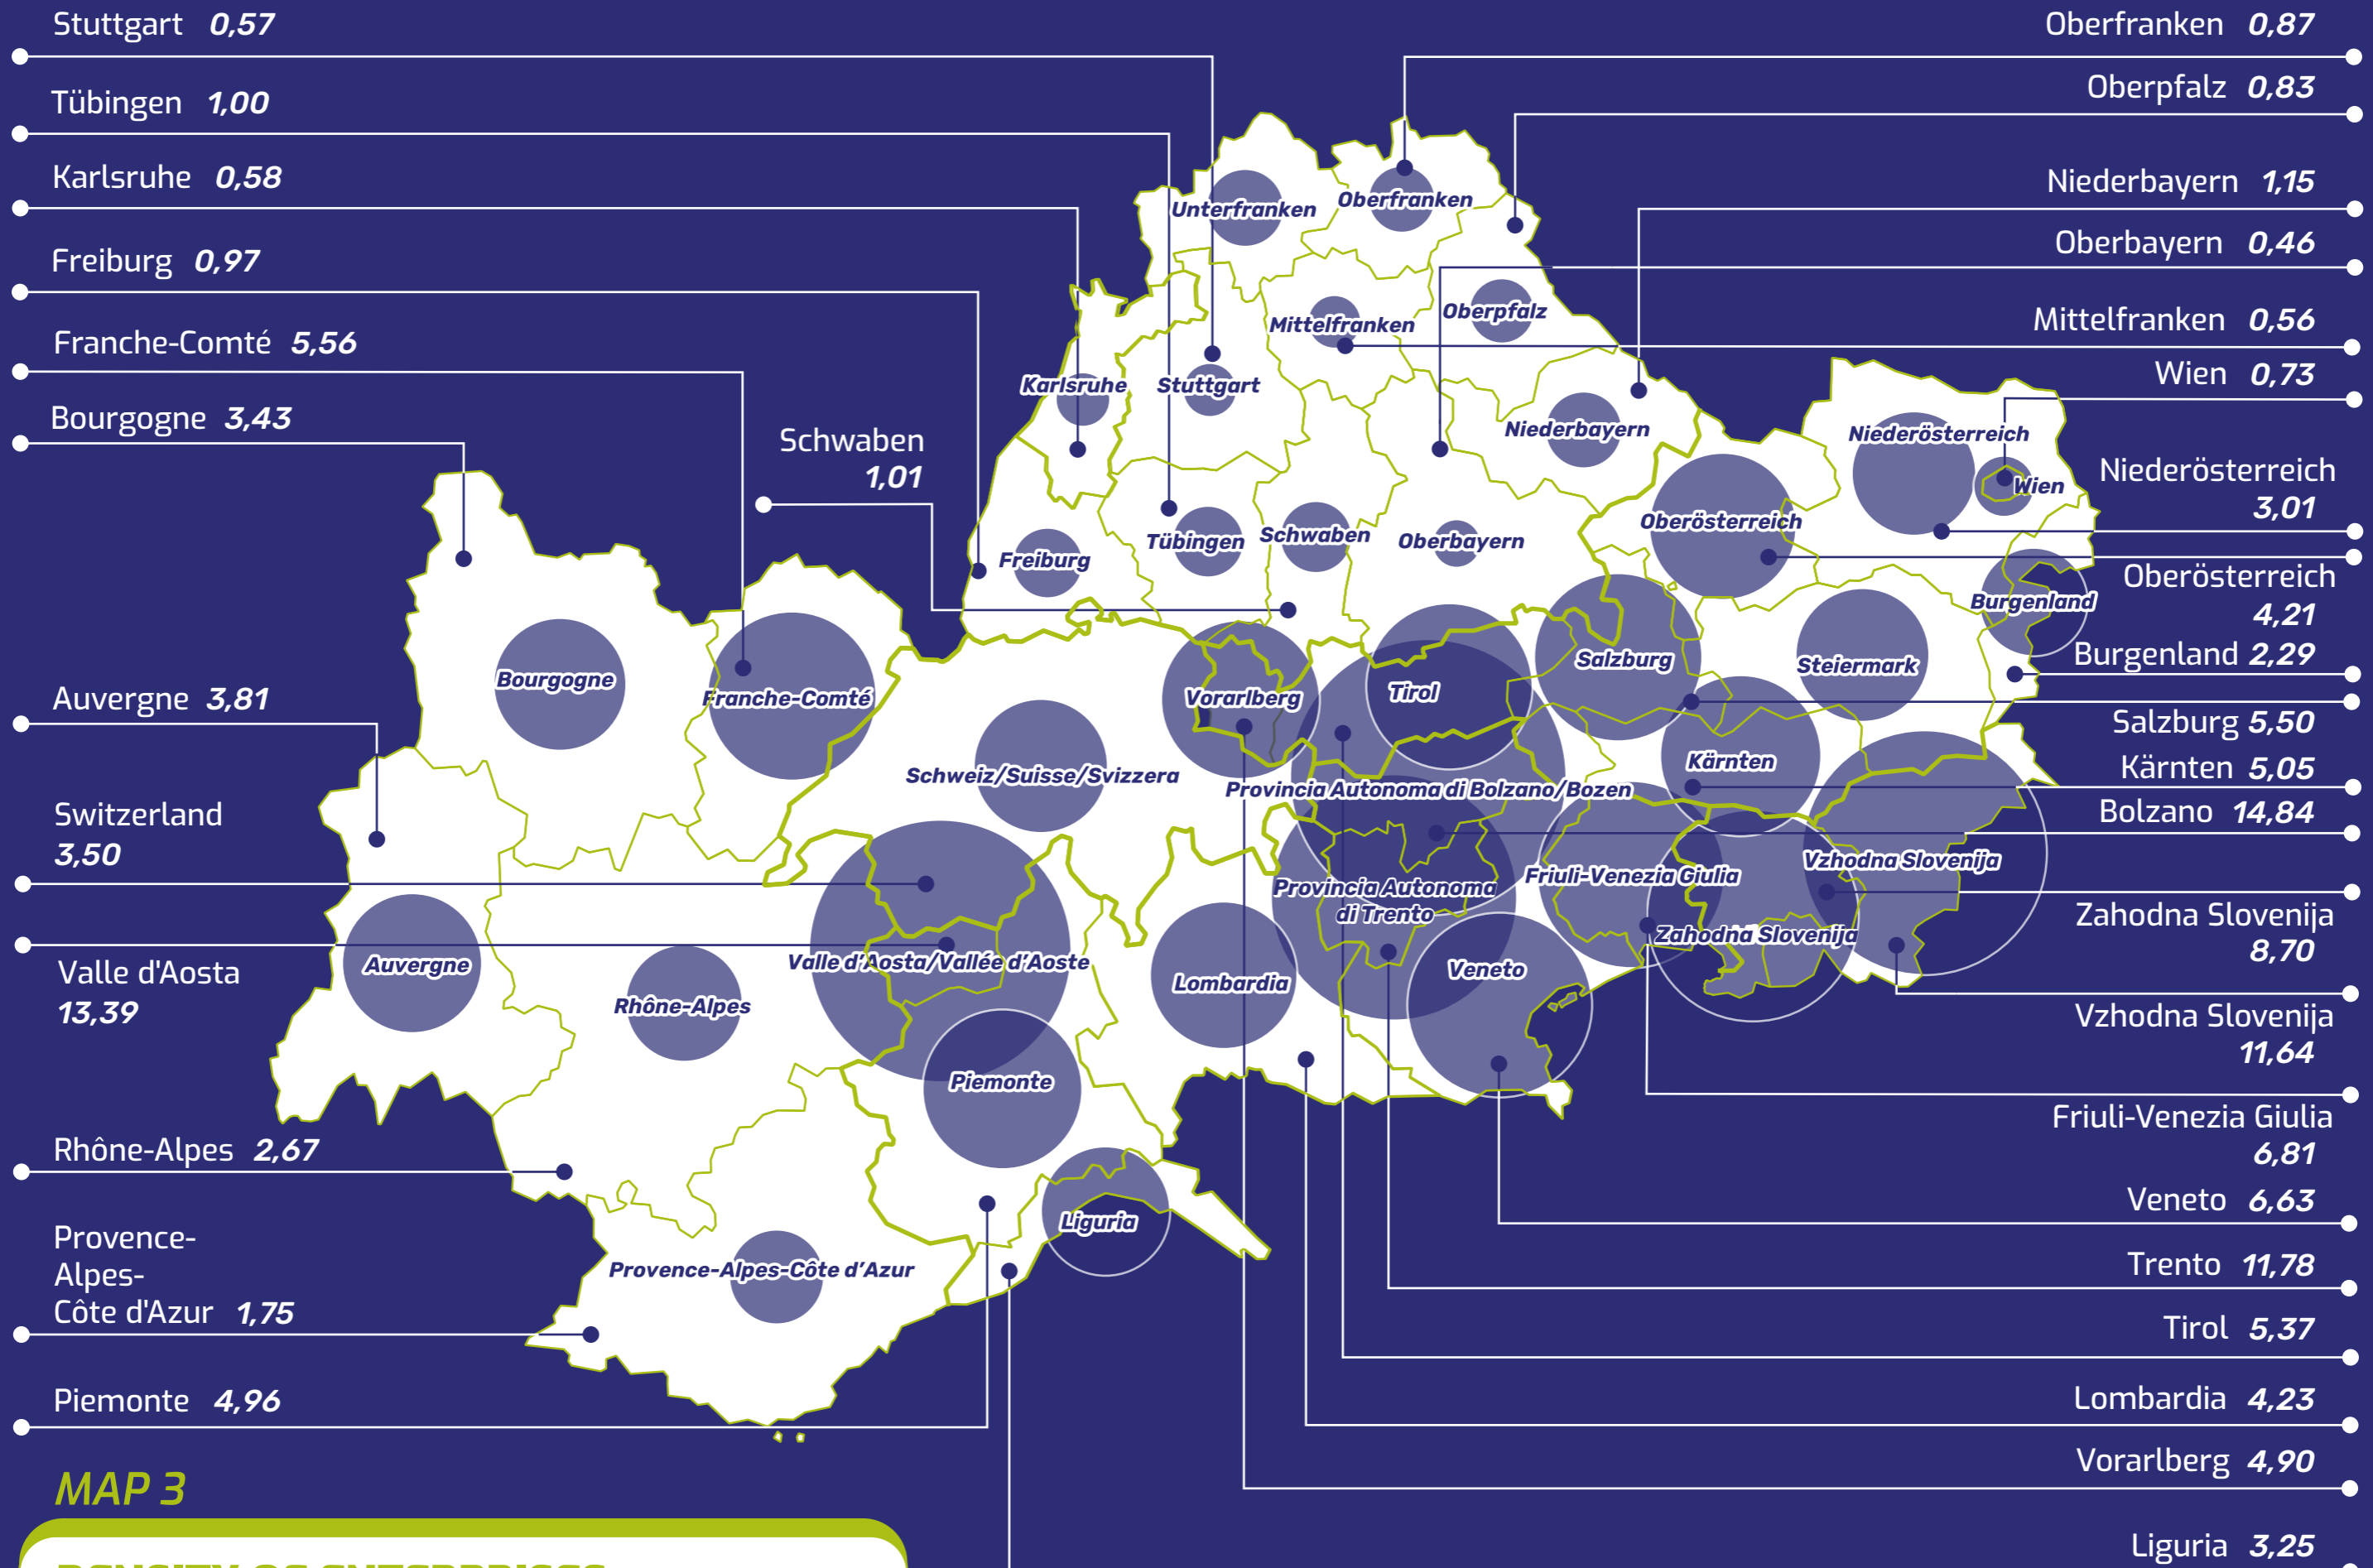 Stuttgart 0,57
Tübingen 1,00
Karlsruhe 0,58
Freiburg 0,97
Franche-Comté 5,56
Bourgogne 3,43
Schwaben
1,01
Auvergne 3,81
Switzerland
3,50
Valle d'Aosta
13,39
Rhône-Alpes 2,67
Provence-
Alpes-
Côte d'Azur 1,75
Piemonte 4,96
MAP 3
DENSITY OF ENTERPRISES
Oberfranken 0,87
Oberpfalz 0,83
Niederbayern 1,15
Oberbayern 0,46
Mittelfranken 0,56
Wien 0,73
Niederösterreich
3,01
Oberösterreich
4,21
Burgenland 2,29
Salzburg 5,50
Kärnten 5,05
Bolzano 14,84
Zahodna Slovenija
8,70
Vzhodna Slovenija
11,64
Friuli-Venezia Giulia
6,81
Veneto 6,63
Trento 11,78
Tirol 5,37
Lombardia 4,23
Vorarlberg 4,90
Liguria 3,25
Unterfranken
Oberfranken
Mittelfranken
Oberpfalz
Karlsruhe
Stuttgart
Niederbayern
Niederösterreich
Wien
Oberösterreich
Freiburg
Tübingen
Schwaben
Oberbayern
Burgenland
Bourgogne
Franche-Comté
Vorarlberg
Tirol
Salzburg
Steiermark
Schweiz/Suisse/Svizzera
Provincia Autonoma di Bolzano/Bozen
Kärnten
Provincia Autonoma
di Trento
Friuli-Venezia Giulia
Vzhodna Slovenija
Zahodna Slovenija
Auvergne
Rhône-Alpes
Valle d'Aosta/Vallée d'Aoste
Lombardia
Veneto
Piemonte
Liguria
Provence-Alpes-Côte d'Azur